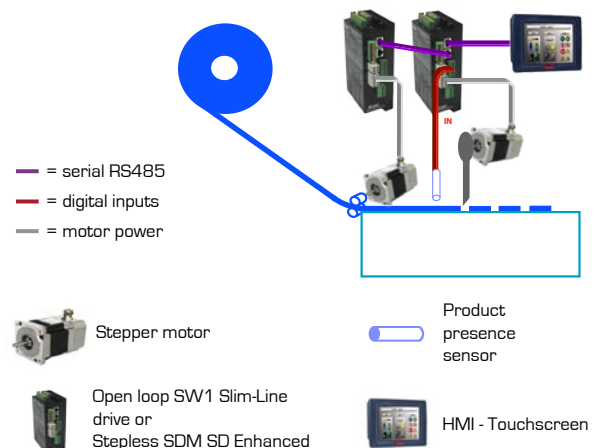 IN
= serial RS485
= digital inputs
= motor power
Stepper motor
Product
presence
sensor
Open loop SW1 Slim-Line
drive or
Stepless SDM SD Enhanced
HMI - Touchscreen